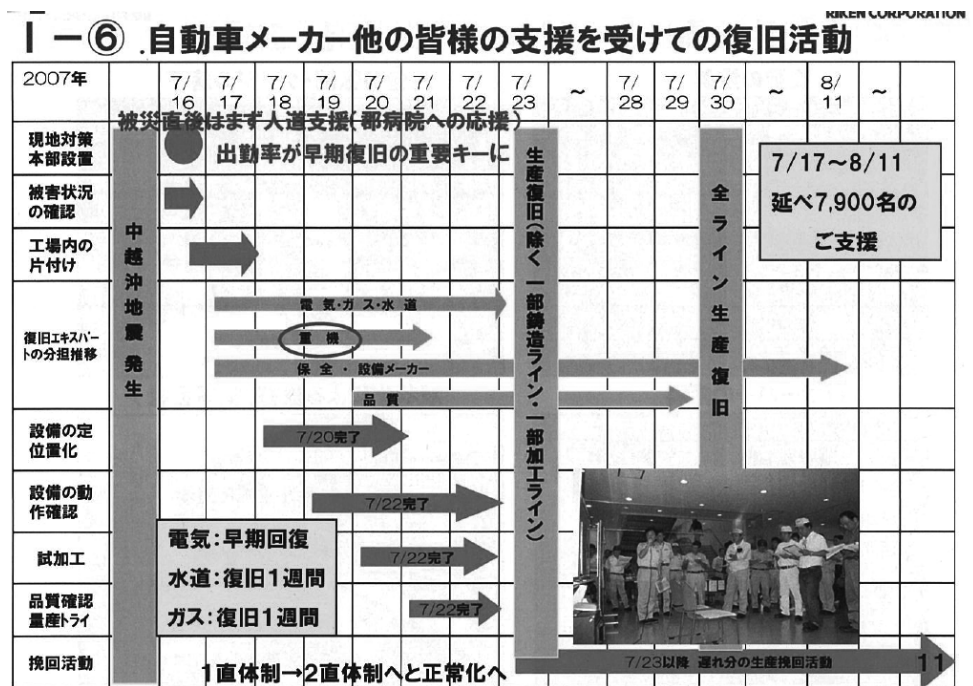 RIKEN CORPORATION
Ⅰ－⑥ .自動車メーカー他の皆様の支援を受けての復旧活動
2007年
7/16
7/17
7/18
7/19
7/20
7/21
7/22
7/23
～
7/28
7/29
7/30
～
8/11
～
被災直後はまず人道支援(郡病院への応援)
現地対策
本部設置
出勤率が早期復旧の重要キーに
7/17～8/11
延べ7,900名の
ご支援
被害状況
の確認
工場内の
片付け
中越沖地震 発生
生産復旧(除く 一部鋳造ライン・一部加工ライン)
全ライン生産復旧
復旧エキスパー
トの分担推移
電気・ガス・水道
重機
保全・設備メーカー
品質
設備の定
位置化
7/20完了
設備の動
作確認
7/22完了
電気:早期回復
水道:復旧1週間
ガス:復旧1週間
試加工
7/22完了
品質確認
量産トライ
7/22完了
挽回活動
1直体制→2直体制へと正常化へ
7/23以降 遅れ分の生産挽回活動
11